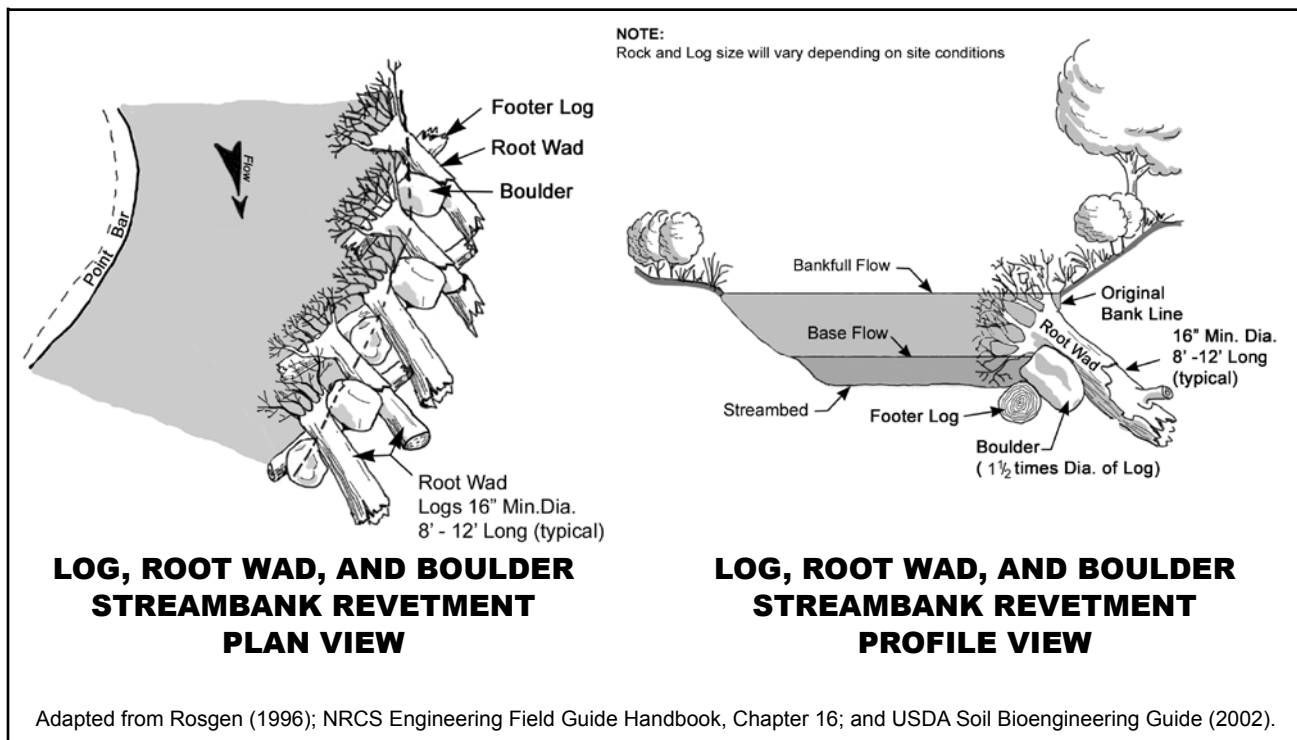 NOTE:
Rock and Log size will vary depending on site conditions
Footer Log
Root Wad
Boulder
Flow
Point Bar
Root Wad
Logs 16” Min.Dia.
8’ - 12’ Long (typical)
Bankfull Flow
Base Flow
Streambed
Root Wad
Original
Bank Line
16” Min. Dia.
8’ -12’ Long
(typical)
Footer Log
Boulder
( 1 1/2 times Dia. of Log)
LOG, ROOT WAD, AND BOULDER
STREAMBANK REVETMENT
PLAN VIEW
LOG, ROOT WAD, AND BOULDER
STREAMBANK REVETMENT
PROFILE VIEW
Adapted from Rosgen (1996); NRCS Engineering Field Guide Handbook, Chapter 16; and USDA Soil Bioengineering Guide (2002).